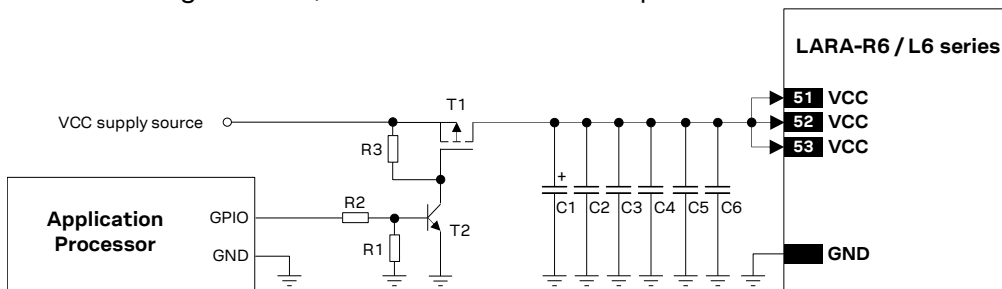 LARA-R6 / L6 series
51 VCC
T1
VCC supply source
52 VCC
R3
53 VCC
+
C1 C2 C3 C4 C5 C6
R2
Application
Processor
GPIO
T2
R1
GND
GND